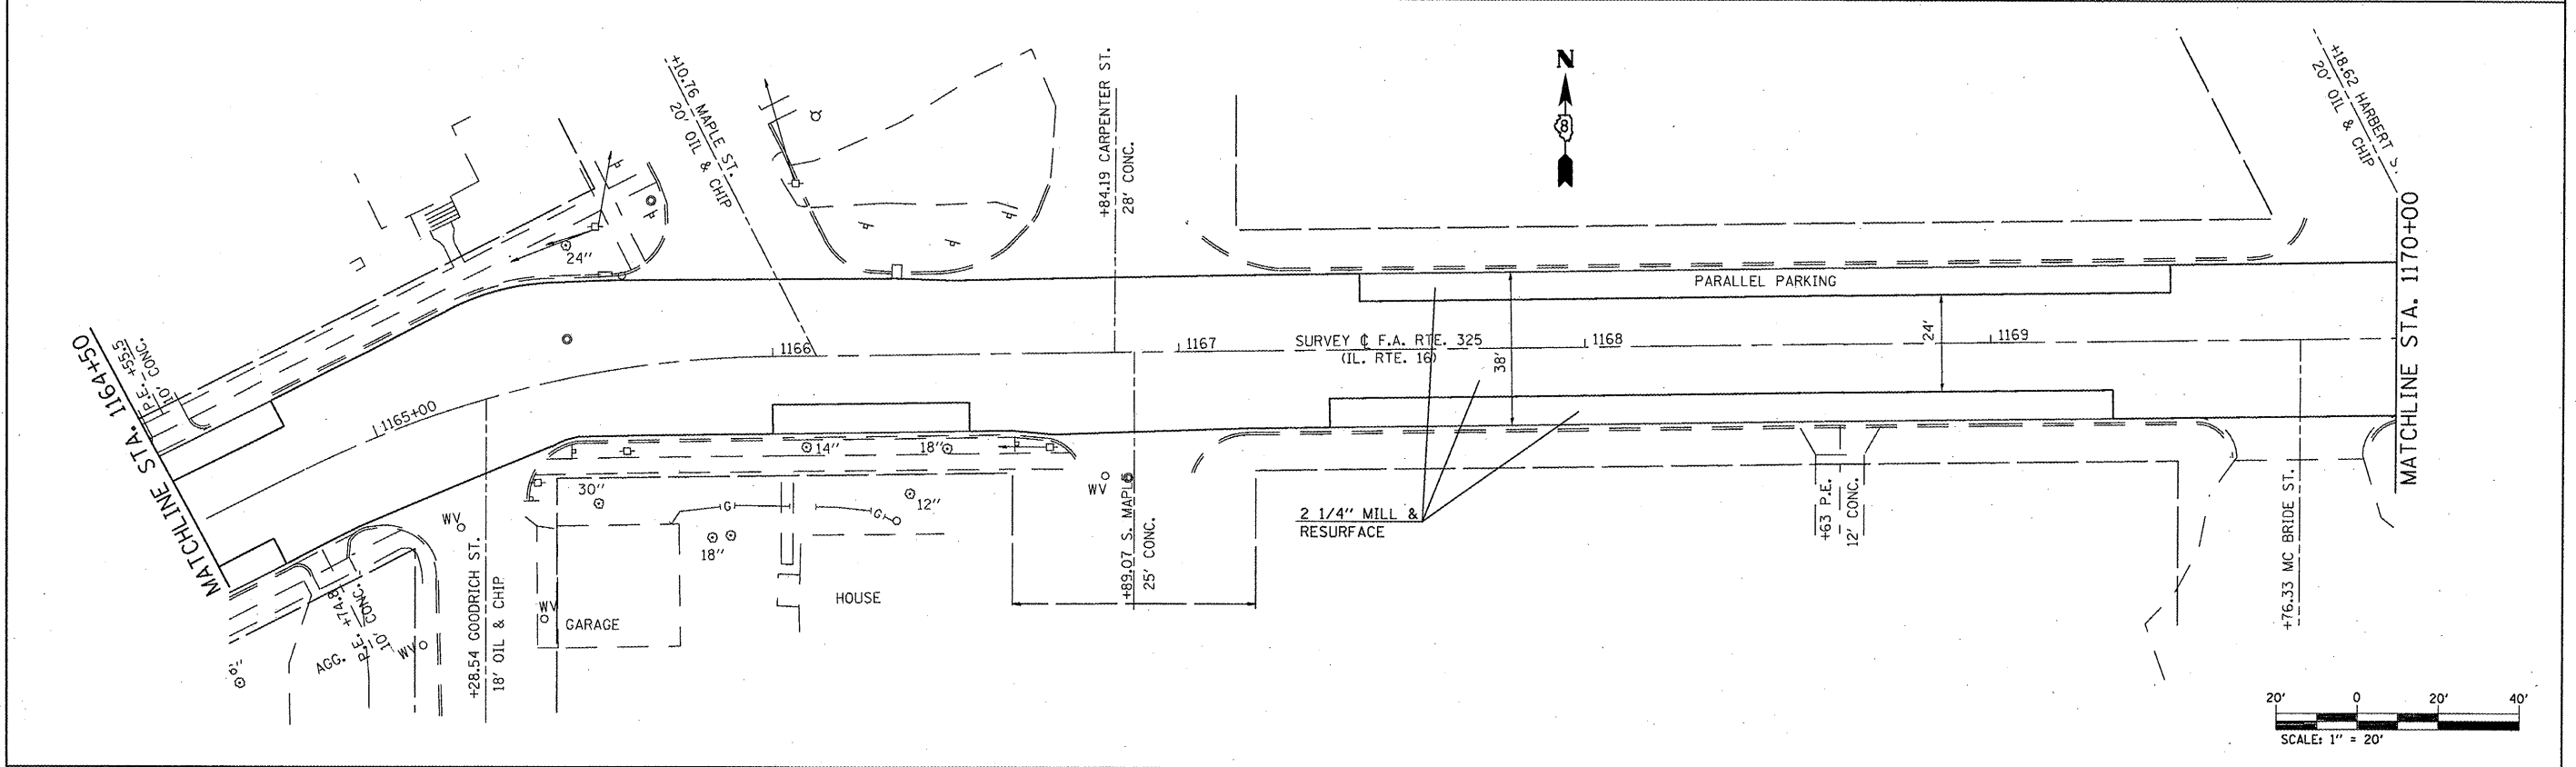 N
8
+10.76 MAPLE ST.
20' OIL & CHIP
+84.19 CARPENTER ST.
28' CONC.
+18.62 HARBERT
20' OIL & CHIP
24"
PARALLEL PARKING
MATCHLINE STA. 1164+50
P.E. +55.5
10' CONC.
1165+00
1166
1167
SURVEY ℄ F.A. RTE. 325
(IL. RTE. 16)
38'
1168
24'
1169
MATCHLINE STA. 1170+00
14"
18"
30"
WV
G
G
12"
18"
WV
GARAGE
HOUSE
WV
+28.54 GOODRICH ST.
18' OIL & CHIP
P.E. +74.8
10' CONC.
AGG.
WV
+89.07 S. MAPLE
25' CONC.
2 1/4" MILL &
RESURFACE
+63 P.E.
12' CONC.
+76.33 MC BRIDE ST.
20' 0 20' 40'
SCALE: 1" = 20'